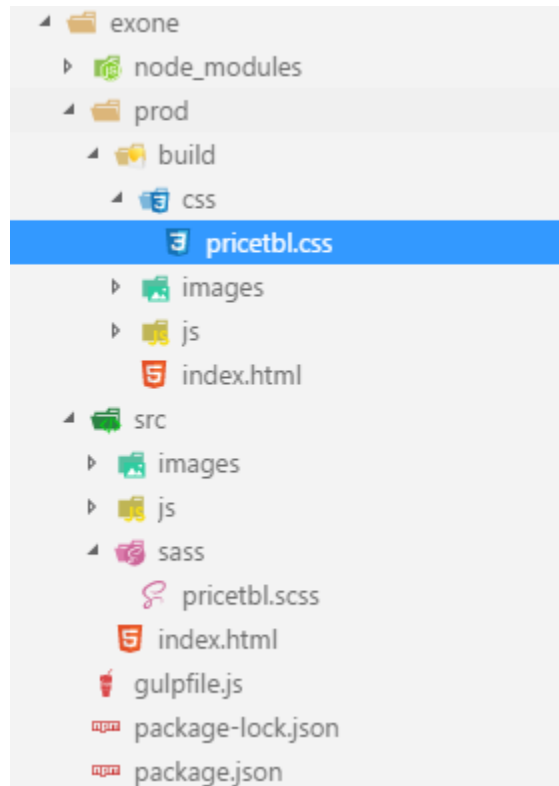 exone
node_modules
prod
build
css
pricetbl.css
images
js
index.html
src
images
js
sass
pricetbl.scss
index.html
gulpfile.js
package-lock.json
package.json